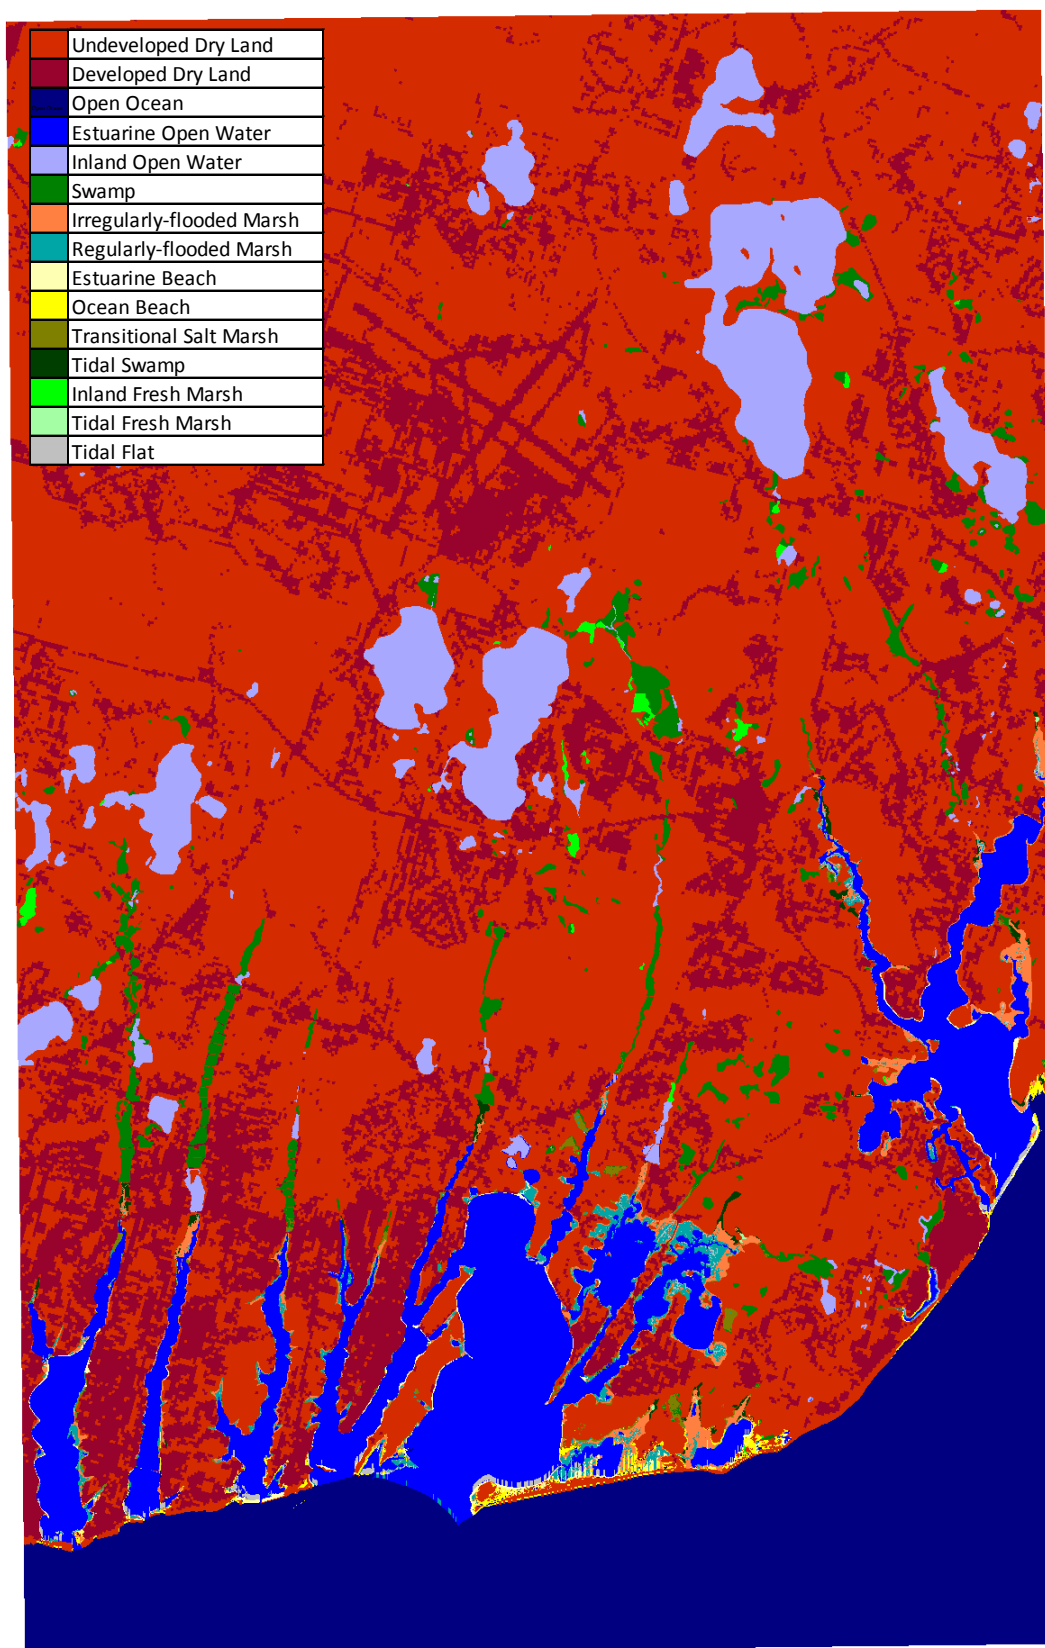 Undeveloped Dry Land
Developed Dry Land
Open Ocean
Estuarine Open Water
Inland Open Water
Swamp
Irregularly-flooded Marsh
Regularly-flooded Marsh
Estuarine Beach
Ocean Beach
Transitional Salt Marsh
Tidal Swamp
Inland Fresh Marsh
Tidal Fresh Marsh
Tidal Flat